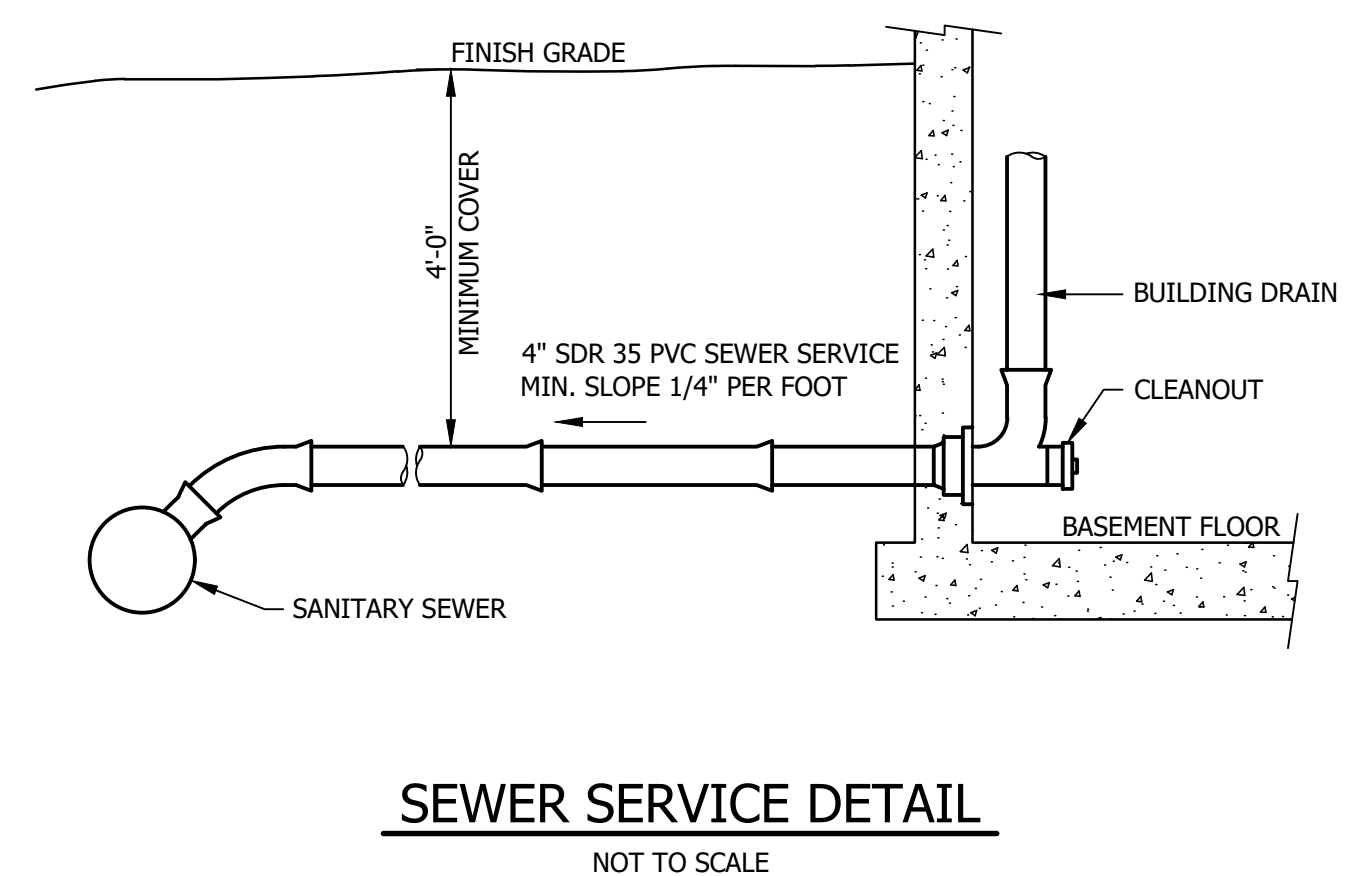 FINISH GRADE
4'-0"
MINIMUM COVER
4" SDR 35 PVC SEWER SERVICE
MIN. SLOPE 1/4" PER FOOT
BUILDING DRAIN
CLEANOUT
BASEMENT FLOOR
SANITARY SEWER
SEWER SERVICE DETAIL
NOT TO SCALE